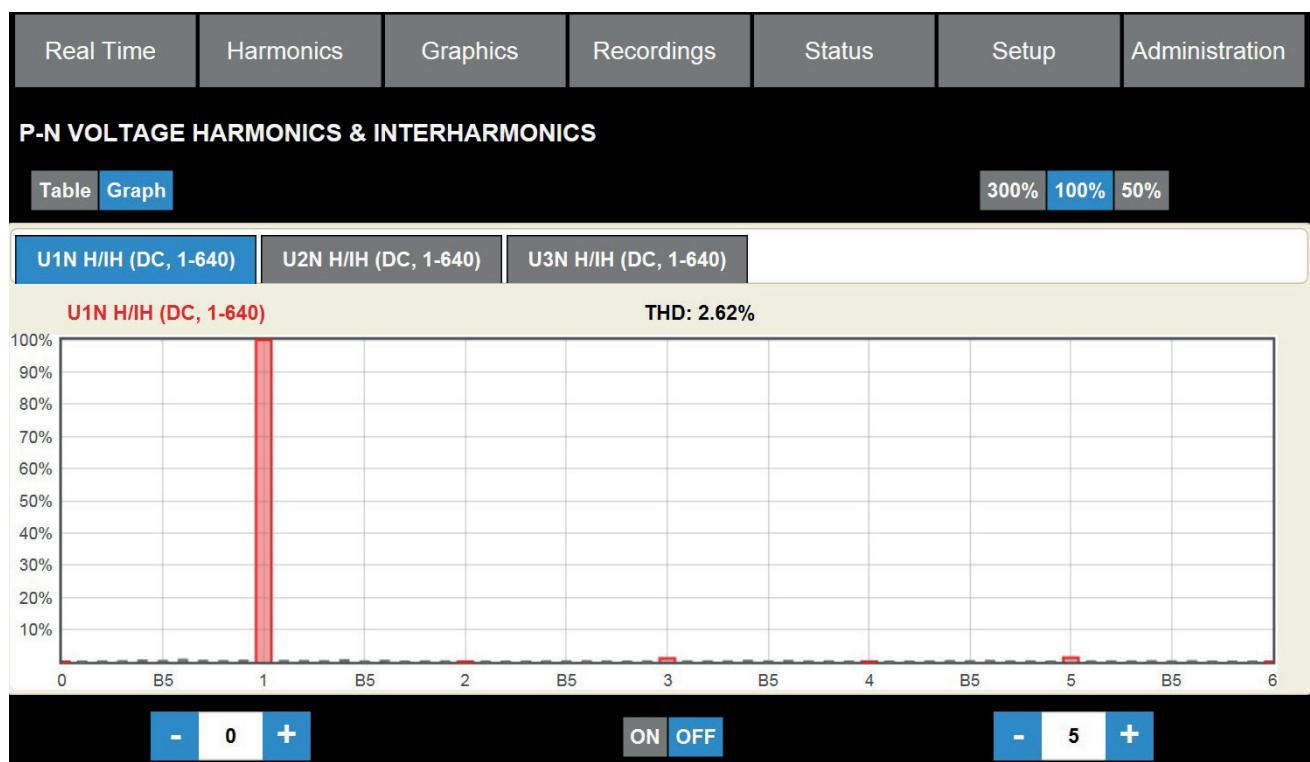 Real Time Harmonics Graphics Recordings Status Setup Administration
P-N VOLTAGE HARMONICS & INTERHARMONICS
Table Graph 300% 100% 50%
U1N H/IH (DC, 1-640) U2N H/IH (DC, 1-640) U3N H/IH (DC, 1-640)
U1N H/IH (DC, 1-640) THD: 2.62%
100%
90%
80%
70%
60%
50%
40%
30%
20%
10%
0 B5 1 B5 2 B5 3 B5 4 B5 5 B5 6
- 0 + ON OFF - 5 +